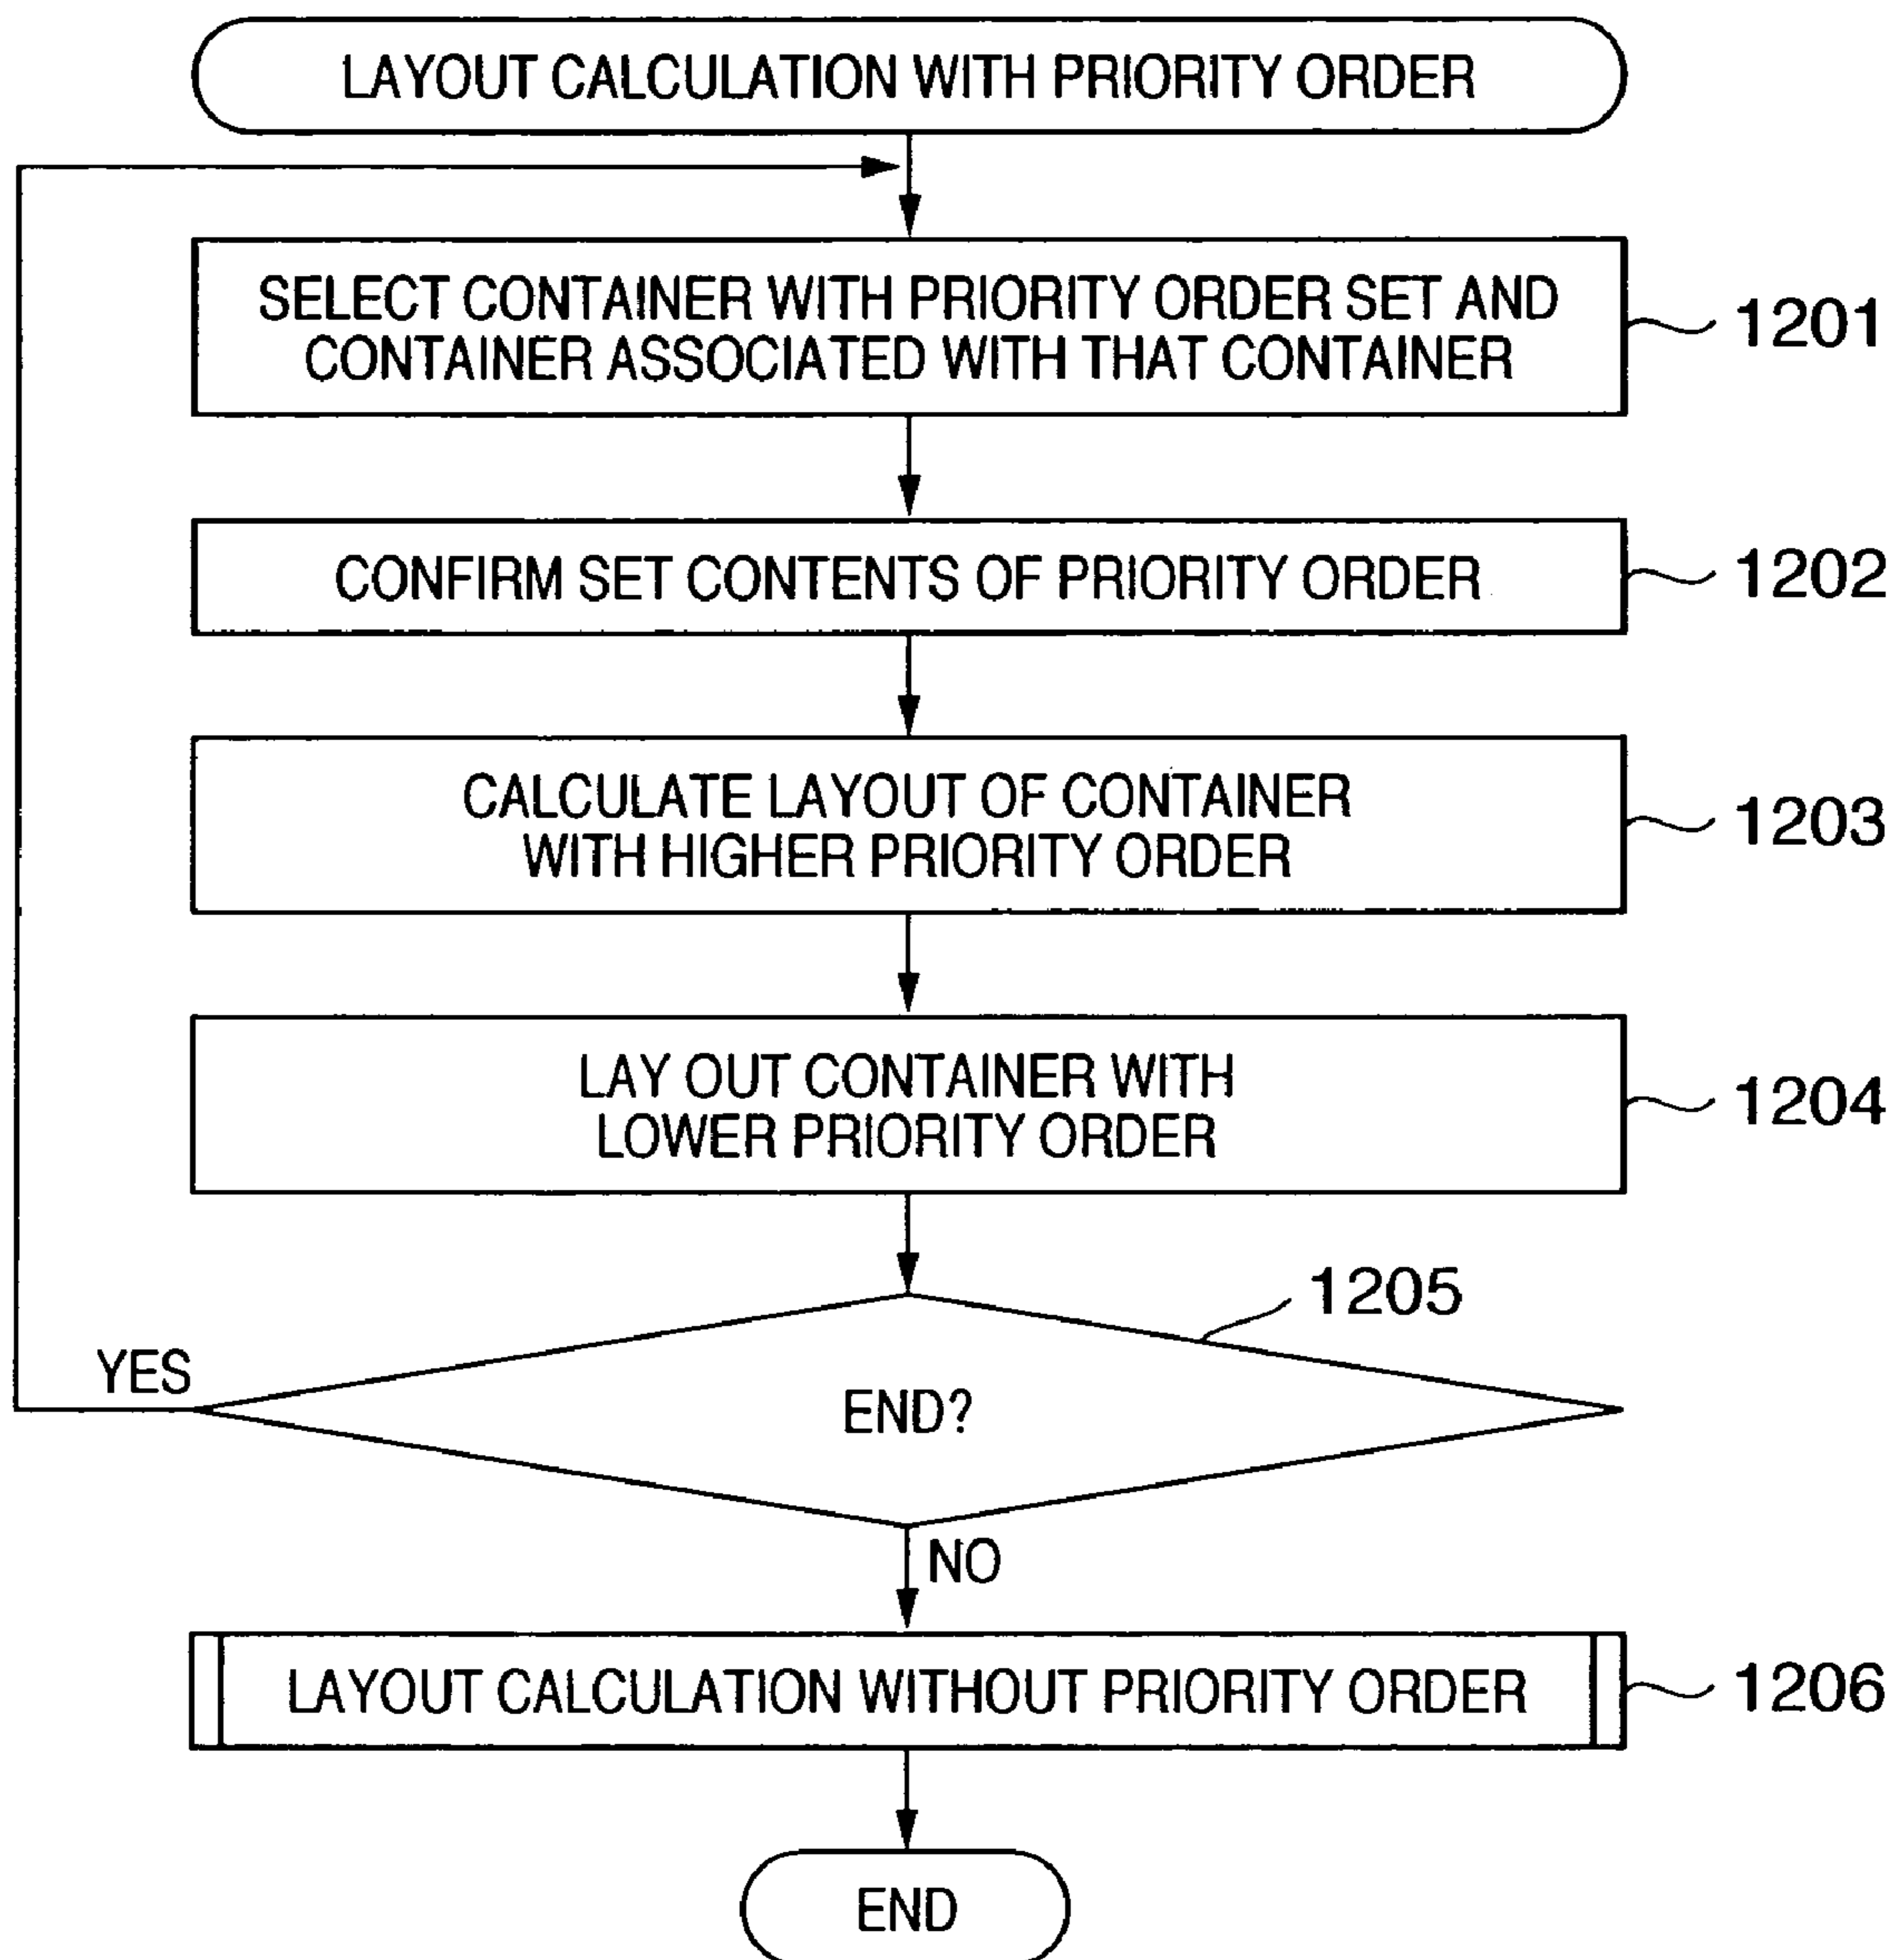 LAYOUT CALCULATION WITH PRIORITY ORDER
SELECT CONTAINER WITH PRIORITY ORDER SET AND
CONTAINER ASSOCIATED WITH THAT CONTAINER
1201
CONFIRM SET CONTENTS OF PRIORITY ORDER
1202
CALCULATE LAYOUT OF CONTAINER
WITH HIGHER PRIORITY ORDER
1203
LAY OUT CONTAINER WITH
LOWER PRIORITY ORDER
1204
1205
YES
END?
NO
LAYOUT CALCULATION WITHOUT PRIORITY ORDER
1206
END